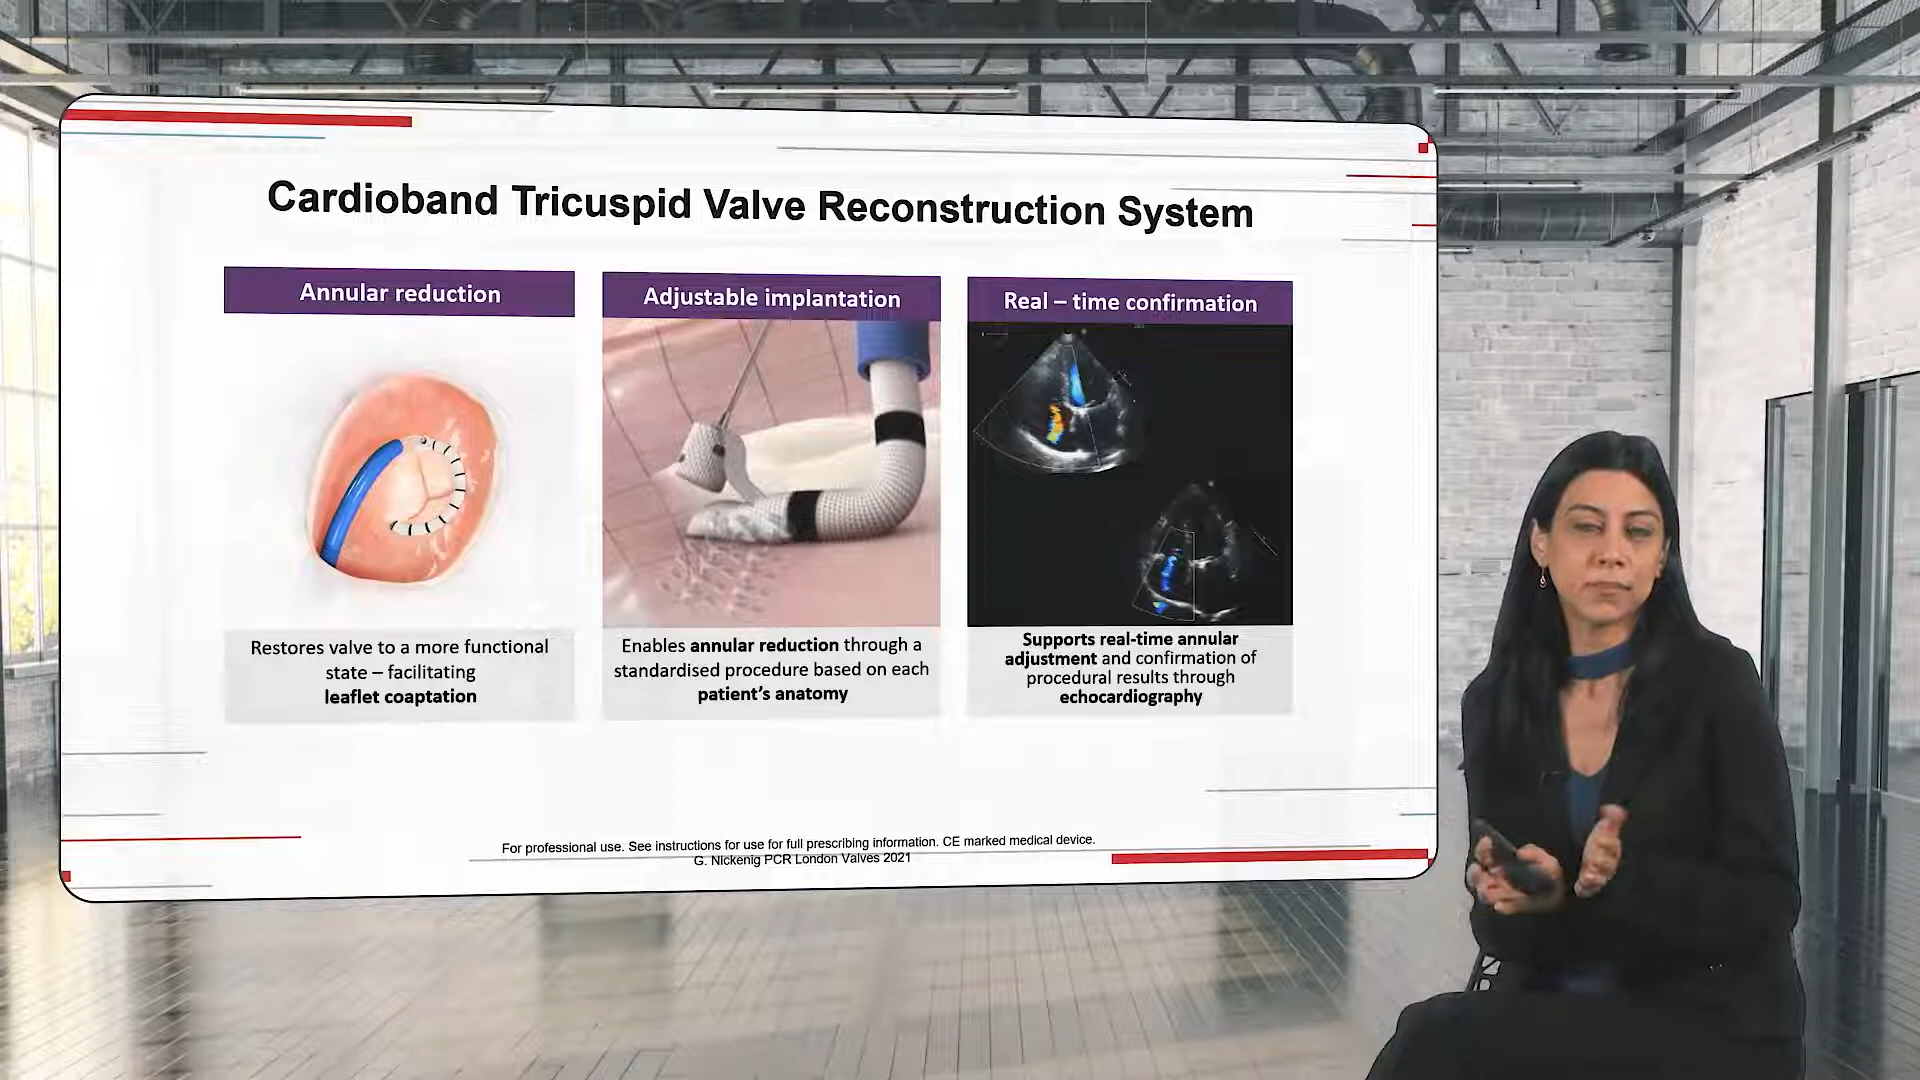 Cardioband Tricuspid Valve Reconstruction System
Annular reduction
Restores valve to a more functional
state – facilitating
leaflet coaptation
Adjustable implantation
Enables annular reduction through a
standardised procedure based on each
patient's anatomy
Real – time confirmation
Supports real-time annular
adjustment and confirmation of
procedural results through
echocardiography
For professional use. See instructions for use for full prescribing information. CE marked medical device.
G. Nickenig PCR London Valves 2021